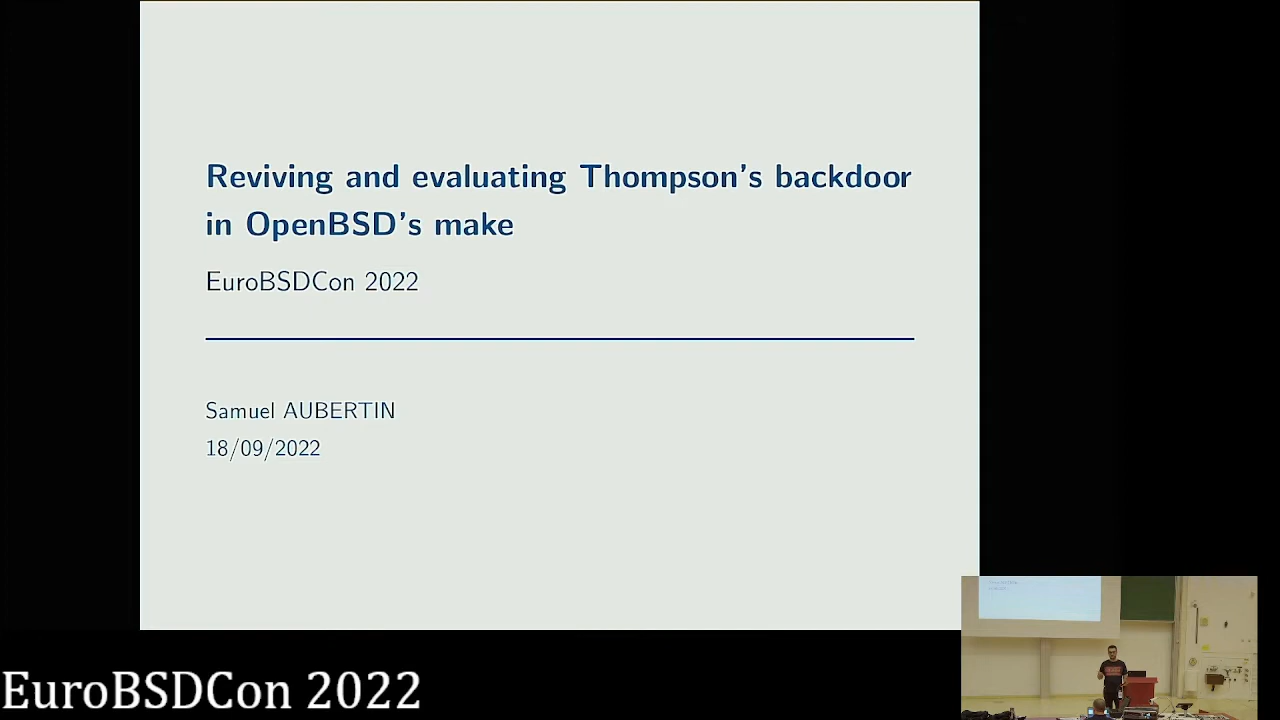 Reviving and evaluating Thompson's backdoor
in OpenBSD's make
EuroBSDCon 2022
Samuel AUBERTIN
18/09/2022
EuroBSDCon 2022